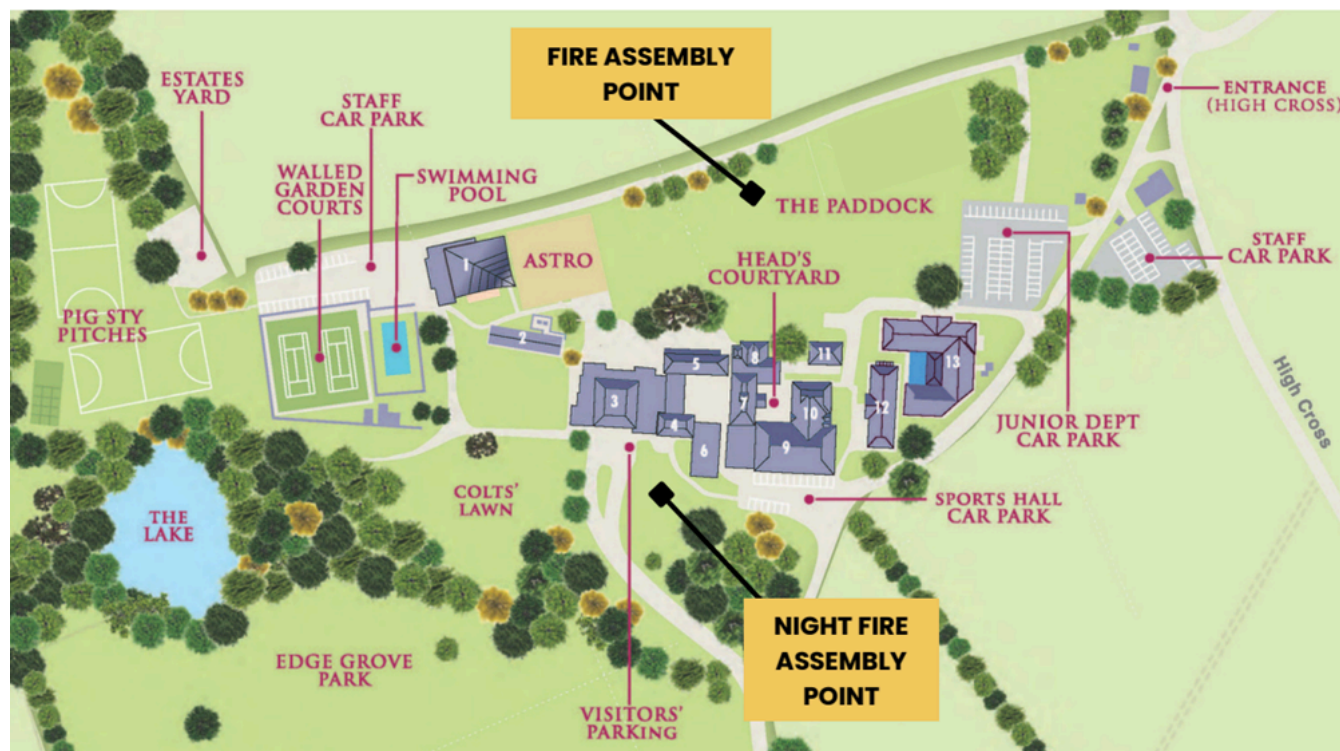 FIRE ASSEMBLY
POINT
ESTATES
YARD
STAFF
CAR PARK
ENTRANCE
(HIGH CROSS)
WALLED
GARDEN
COURTS
SWIMMING
POOL
THE PADDOCK
STAFF
CAR PARK
ASTRO
HEAD'S
COURTYARD
PIG STY
PITCHES
1
2
3
4
5
6
7
8
9
10
11
12
13
High Cross
JUNIOR DEPT
CAR PARK
COLTS'
LAWN
SPORTS HALL
CAR PARK
THE
LAKE
NIGHT FIRE
ASSEMBLY
POINT
EDGE GROVE
PARK
VISITORS'
PARKing